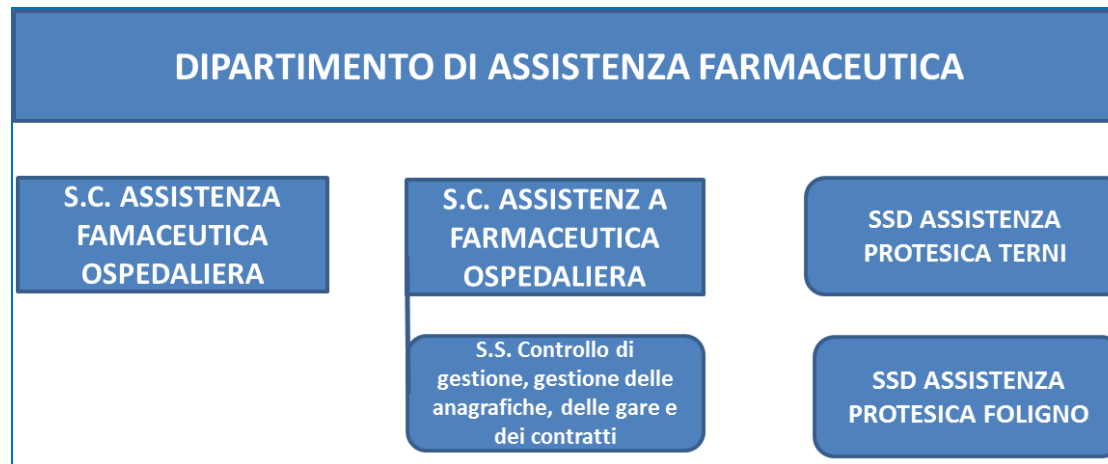 DIPARTIMENTO DI ASSISTENZA FARMACEUTICA
S.C. ASSISTENZA
FAMACEUTICA
OSPEDALIERA
S.C. ASSISTENZ A
FARMACEUTICA
OSPEDALIERA
S.S. Controllo di
gestione, gestione delle
anagrafiche, delle gare e
dei contratti
SSD ASSISTENZA
PROTESICA TERNI
SSD ASSISTENZA
PROTESICA FOLIGNO